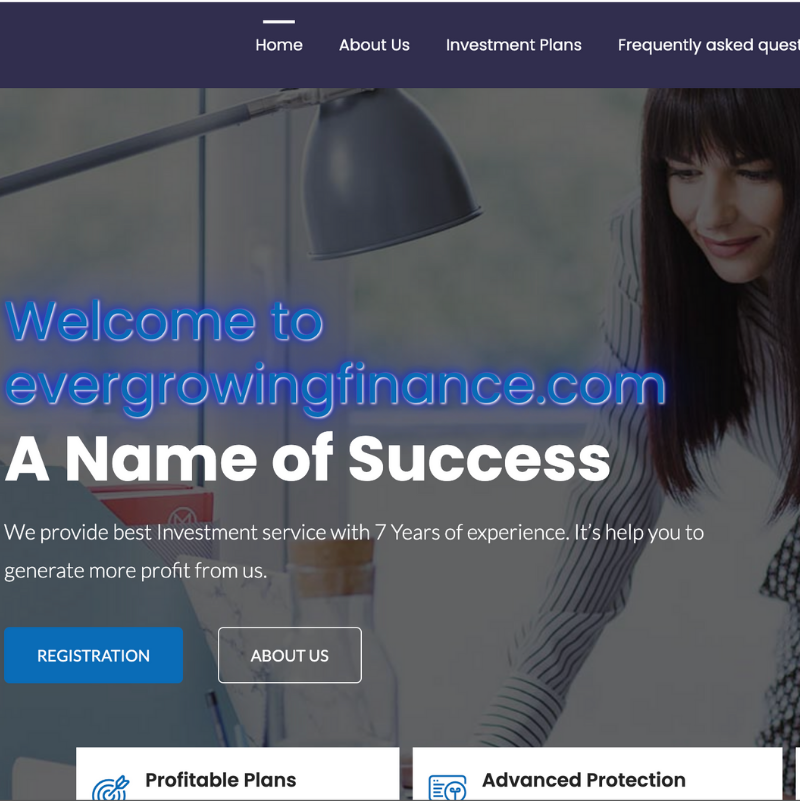 Home About Us Investment Plans Frequently asked quest
Welcome to
evergrowingfinance.com
A Name of Success
We provide best Investment service with 7 Years of experience. It's help you to
generate more profit from us.
REGISTRATION ABOUT US
Profitable Plans Advanced Protection